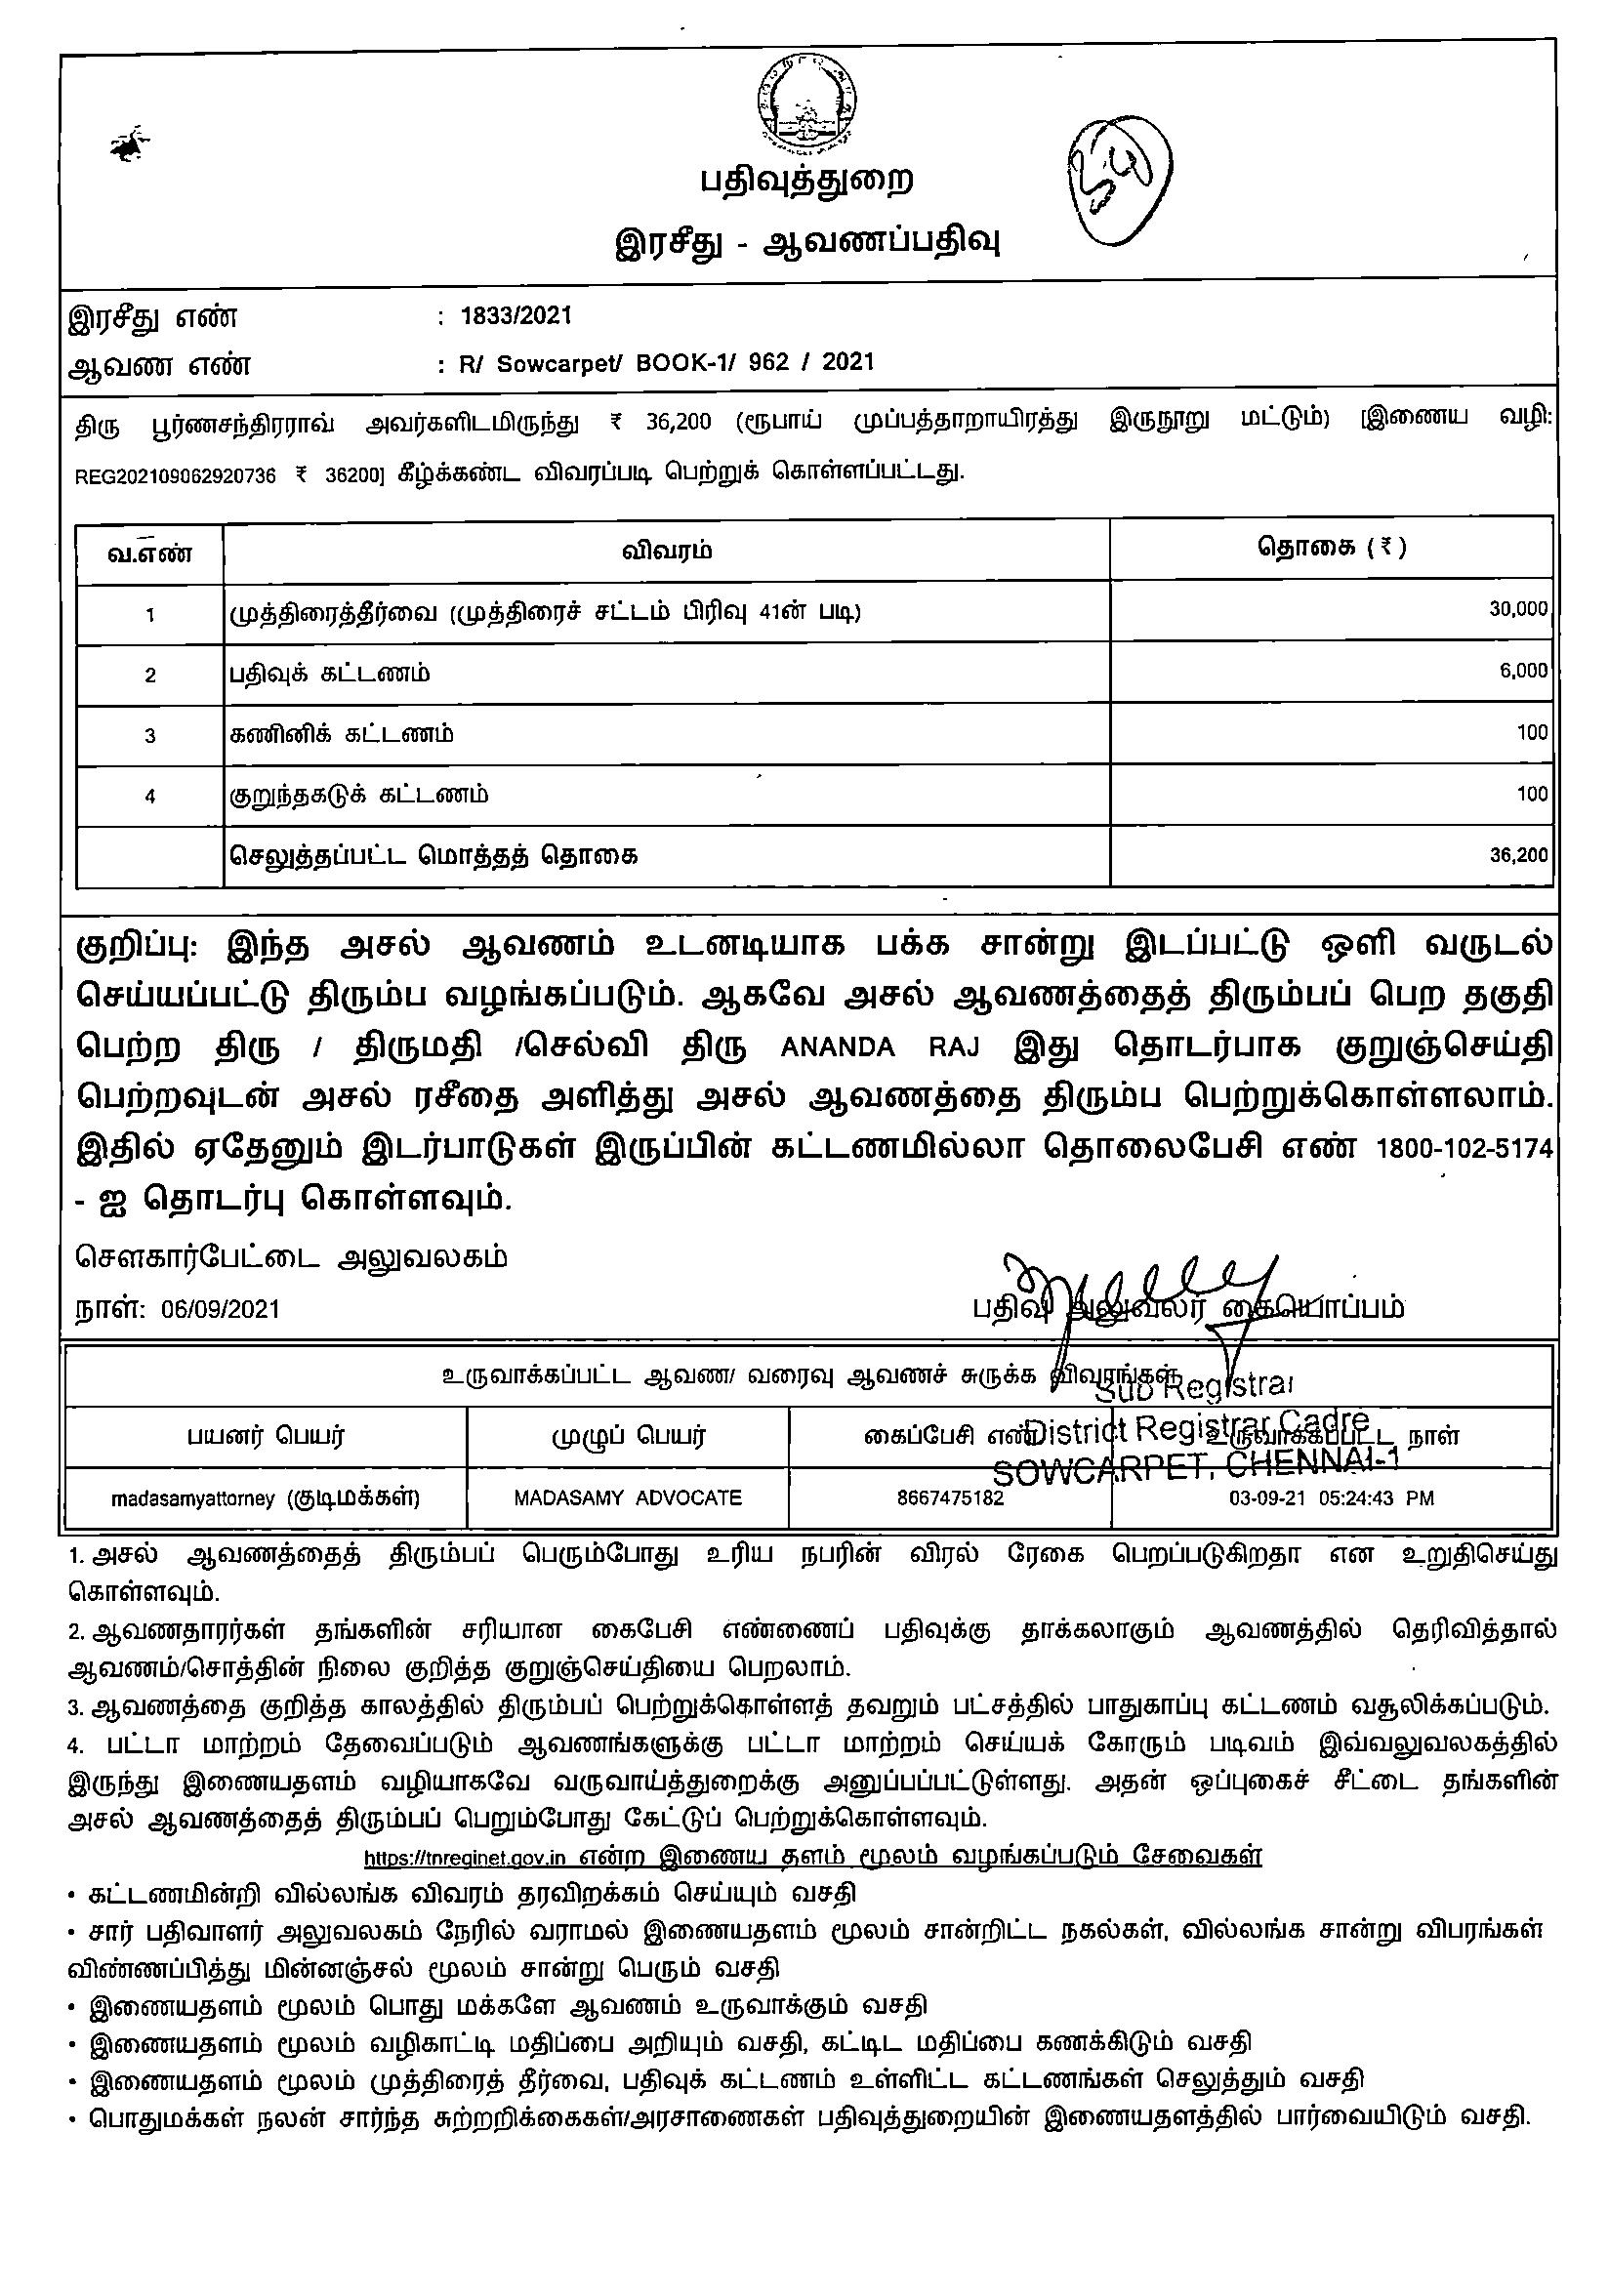 பதிவுத்துறை
இரசீது - ஆவணப்பதிவு
இரசீது எண் : 1833/2021
ஆவண எண் : R/ Sowcarpet/ BOOK-1/ 962 / 2021
திரு பூர்ணசந்திரராவ் அவர்களிடமிருந்து ₹ 36,200 (ரூபாய் முப்பத்தாறாயிரத்து இருநூறு மட்டும்) [இணைய வழி:
REG202109062920736 ₹ 36200] கீழ்க்கண்ட விவரப்படி பெற்றுக் கொள்ளப்பட்டது.
வ.எண் விவரம் தொகை (₹)
1 முத்திரைத்தீர்வை (முத்திரைச் சட்டம் பிரிவு 41ன் படி) 30,000
2 பதிவுக் கட்டணம் 6,000
3 கணினிக் கட்டணம் 100
4 குறுந்தகடுக் கட்டணம் 100
செலுத்தப்பட்ட மொத்தத் தொகை 36,200
குறிப்பு: இந்த அசல் ஆவணம் உடனடியாக பக்க சான்று இடப்பட்டு ஒளி வருடல்
செய்யப்பட்டு திரும்ப வழங்கப்படும். ஆகவே அசல் ஆவணத்தைத் திரும்பப் பெற தகுதி
பெற்ற திரு / திருமதி /செல்வி திரு ANANDA RAJ இது தொடர்பாக குறுஞ்செய்தி
பெற்றவுடன் அசல் ரசீதை அளித்து அசல் ஆவணத்தை திரும்ப பெற்றுக்கொள்ளலாம்.
இதில் ஏதேனும் இடர்பாடுகள் இருப்பின் கட்டணமில்லா தொலைபேசி எண் 1800-102-5174
- ஐ தொடர்பு கொள்ளவும்.
சௌகார்பேட்டை அலுவலகம்
நாள்: 06/09/2021 பதிவு அலுவலர் கையொப்பம்
உருவாக்கப்பட்ட ஆவண/ வரைவு ஆவணச் சுருக்க விவரங்கள்
Sub Registrar
பயனர் பெயர் முழுப் பெயர் கைப்பேசி எண் உருவாக்கப்பட்ட நாள்
District Registrar Cadre
SOWCARPET, CHENNAI-1
madasamyattorney (குடிமக்கள்) MADASAMY ADVOCATE 8667475182 03-09-21 05:24:43 PM
1. அசல் ஆவணத்தைத் திரும்பப் பெரும்போது உரிய நபரின் விரல் ரேகை பெறப்படுகிறதா என உறுதிசெய்து
கொள்ளவும்.
2. ஆவணதாரர்கள் தங்களின் சரியான கைபேசி எண்ணைப் பதிவுக்கு தாக்கலாகும் ஆவணத்தில் தெரிவித்தால்
ஆவணம்/சொத்தின் நிலை குறித்த குறுஞ்செய்தியை பெறலாம்.
3. ஆவணத்தை குறித்த காலத்தில் திரும்பப் பெற்றுக்கொள்ளத் தவறும் பட்சத்தில் பாதுகாப்பு கட்டணம் வசூலிக்கப்படும்.
4. பட்டா மாற்றம் தேவைப்படும் ஆவணங்களுக்கு பட்டா மாற்றம் செய்யக் கோரும் படிவம் இவ்வலுவலகத்தில்
இருந்து இணையதளம் வழியாகவே வருவாய்த்துறைக்கு அனுப்பப்பட்டுள்ளது. அதன் ஒப்புகைச் சீட்டை தங்களின்
அசல் ஆவணத்தைத் திரும்பப் பெறும்போது கேட்டுப் பெற்றுக்கொள்ளவும்.
https://tnreginet.gov.in என்ற இணைய தளம் மூலம் வழங்கப்படும் சேவைகள்
• கட்டணமின்றி வில்லங்க விவரம் தரவிறக்கம் செய்யும் வசதி
• சார் பதிவாளர் அலுவலகம் நேரில் வராமல் இணையதளம் மூலம் சான்றிட்ட நகல்கள், வில்லங்க சான்று விபரங்கள்
விண்ணப்பித்து மின்னஞ்சல் மூலம் சான்று பெரும் வசதி
• இணையதளம் மூலம் பொது மக்களே ஆவணம் உருவாக்கும் வசதி
• இணையதளம் மூலம் வழிகாட்டி மதிப்பை அறியும் வசதி, கட்டிட மதிப்பை கணக்கிடும் வசதி
• இணையதளம் மூலம் முத்திரைத் தீர்வை, பதிவுக் கட்டணம் உள்ளிட்ட கட்டணங்கள் செலுத்தும் வசதி
• பொதுமக்கள் நலன் சார்ந்த சுற்றறிக்கைகள்/அரசாணைகள் பதிவுத்துறையின் இணையதளத்தில் பார்வையிடும் வசதி.